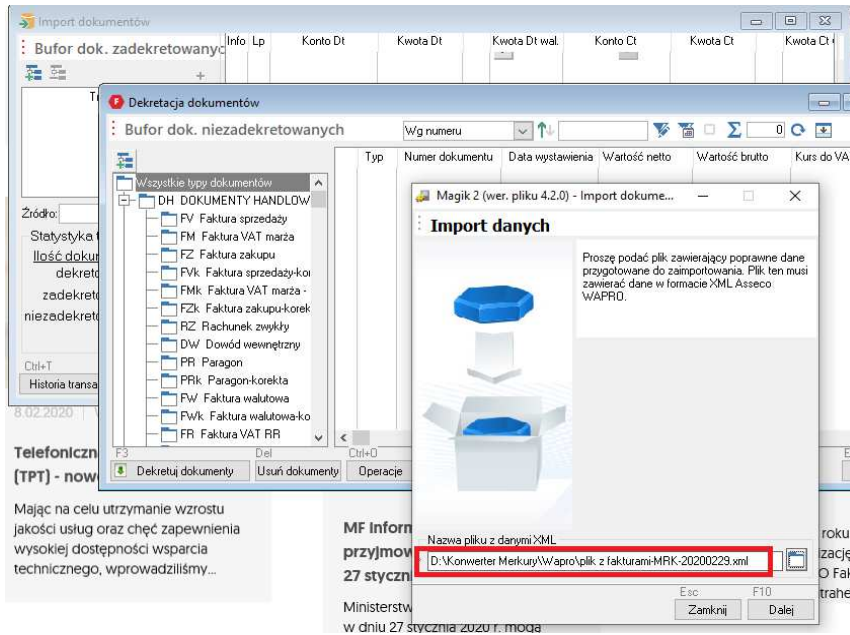 Import dokumentów
Bufor dok. zadekretowanyc
Info Lp Konto Dt Kwota Dt Kwota Dt wal. Konto Ct Kwota Ct Kwota Ct
Źródło:
Statystyka
Ilość
dekret
zadekret
niezadekret
Ctrl+T
Historia transa
Dekretacja dokumentów
Bufor dok. niezadekretowanych
Wg numeru
0
Typ Numer dokumentu Data wystawienia Wartość netto Wartość brutto Kurs do VA
Wszystkie typy dokumentów
DH DOKUMENTY HANDLOW
FV Faktura sprzedaży
FM Faktura VAT marża
FZ Faktura zakupu
FVk Faktura sprzedaży-kor
FMk Faktura VAT marża -
FZk Faktura zakupu-korek
RZ Rachunek zwykły
DW Dowód wewnętrzny
PR Paragon
PRk Paragon-korekta
FW Faktura walutowa
FWk Faktura walutowa-ko
FR Faktura VAT RR
F3 Del Ctrl+O
Dekretuj dokumenty Usuń dokumenty Operacje
Magik 2 (wer. pliku 4.2.0) - Import dokume...
Import danych
Proszę podać plik zawierający poprawne dane
przygotowane do zaimportowania. Plik ten musi
zawierać dane w formacie XML Asseco
WAPRO.
Nazwa pliku z danymi XML
D:\Konwerter Merkury\Wapro\plik z fakturami-MRK-20200229.xml
Esc F10
Zamknij Dalej
8.02.2020
Telefoniczn
(TPT) - now
Mając na celu utrzymanie wzrostu
jakości usług oraz chęć zapewnienia
wysokiej dostępności wsparcia
technicznego, wprowadziliśmy...
MF Inform
przyjmow
27 styczni
Ministerstw
w dniu 27 stycznia 2020 r. mogą
roku
zację
O Fak
trahe